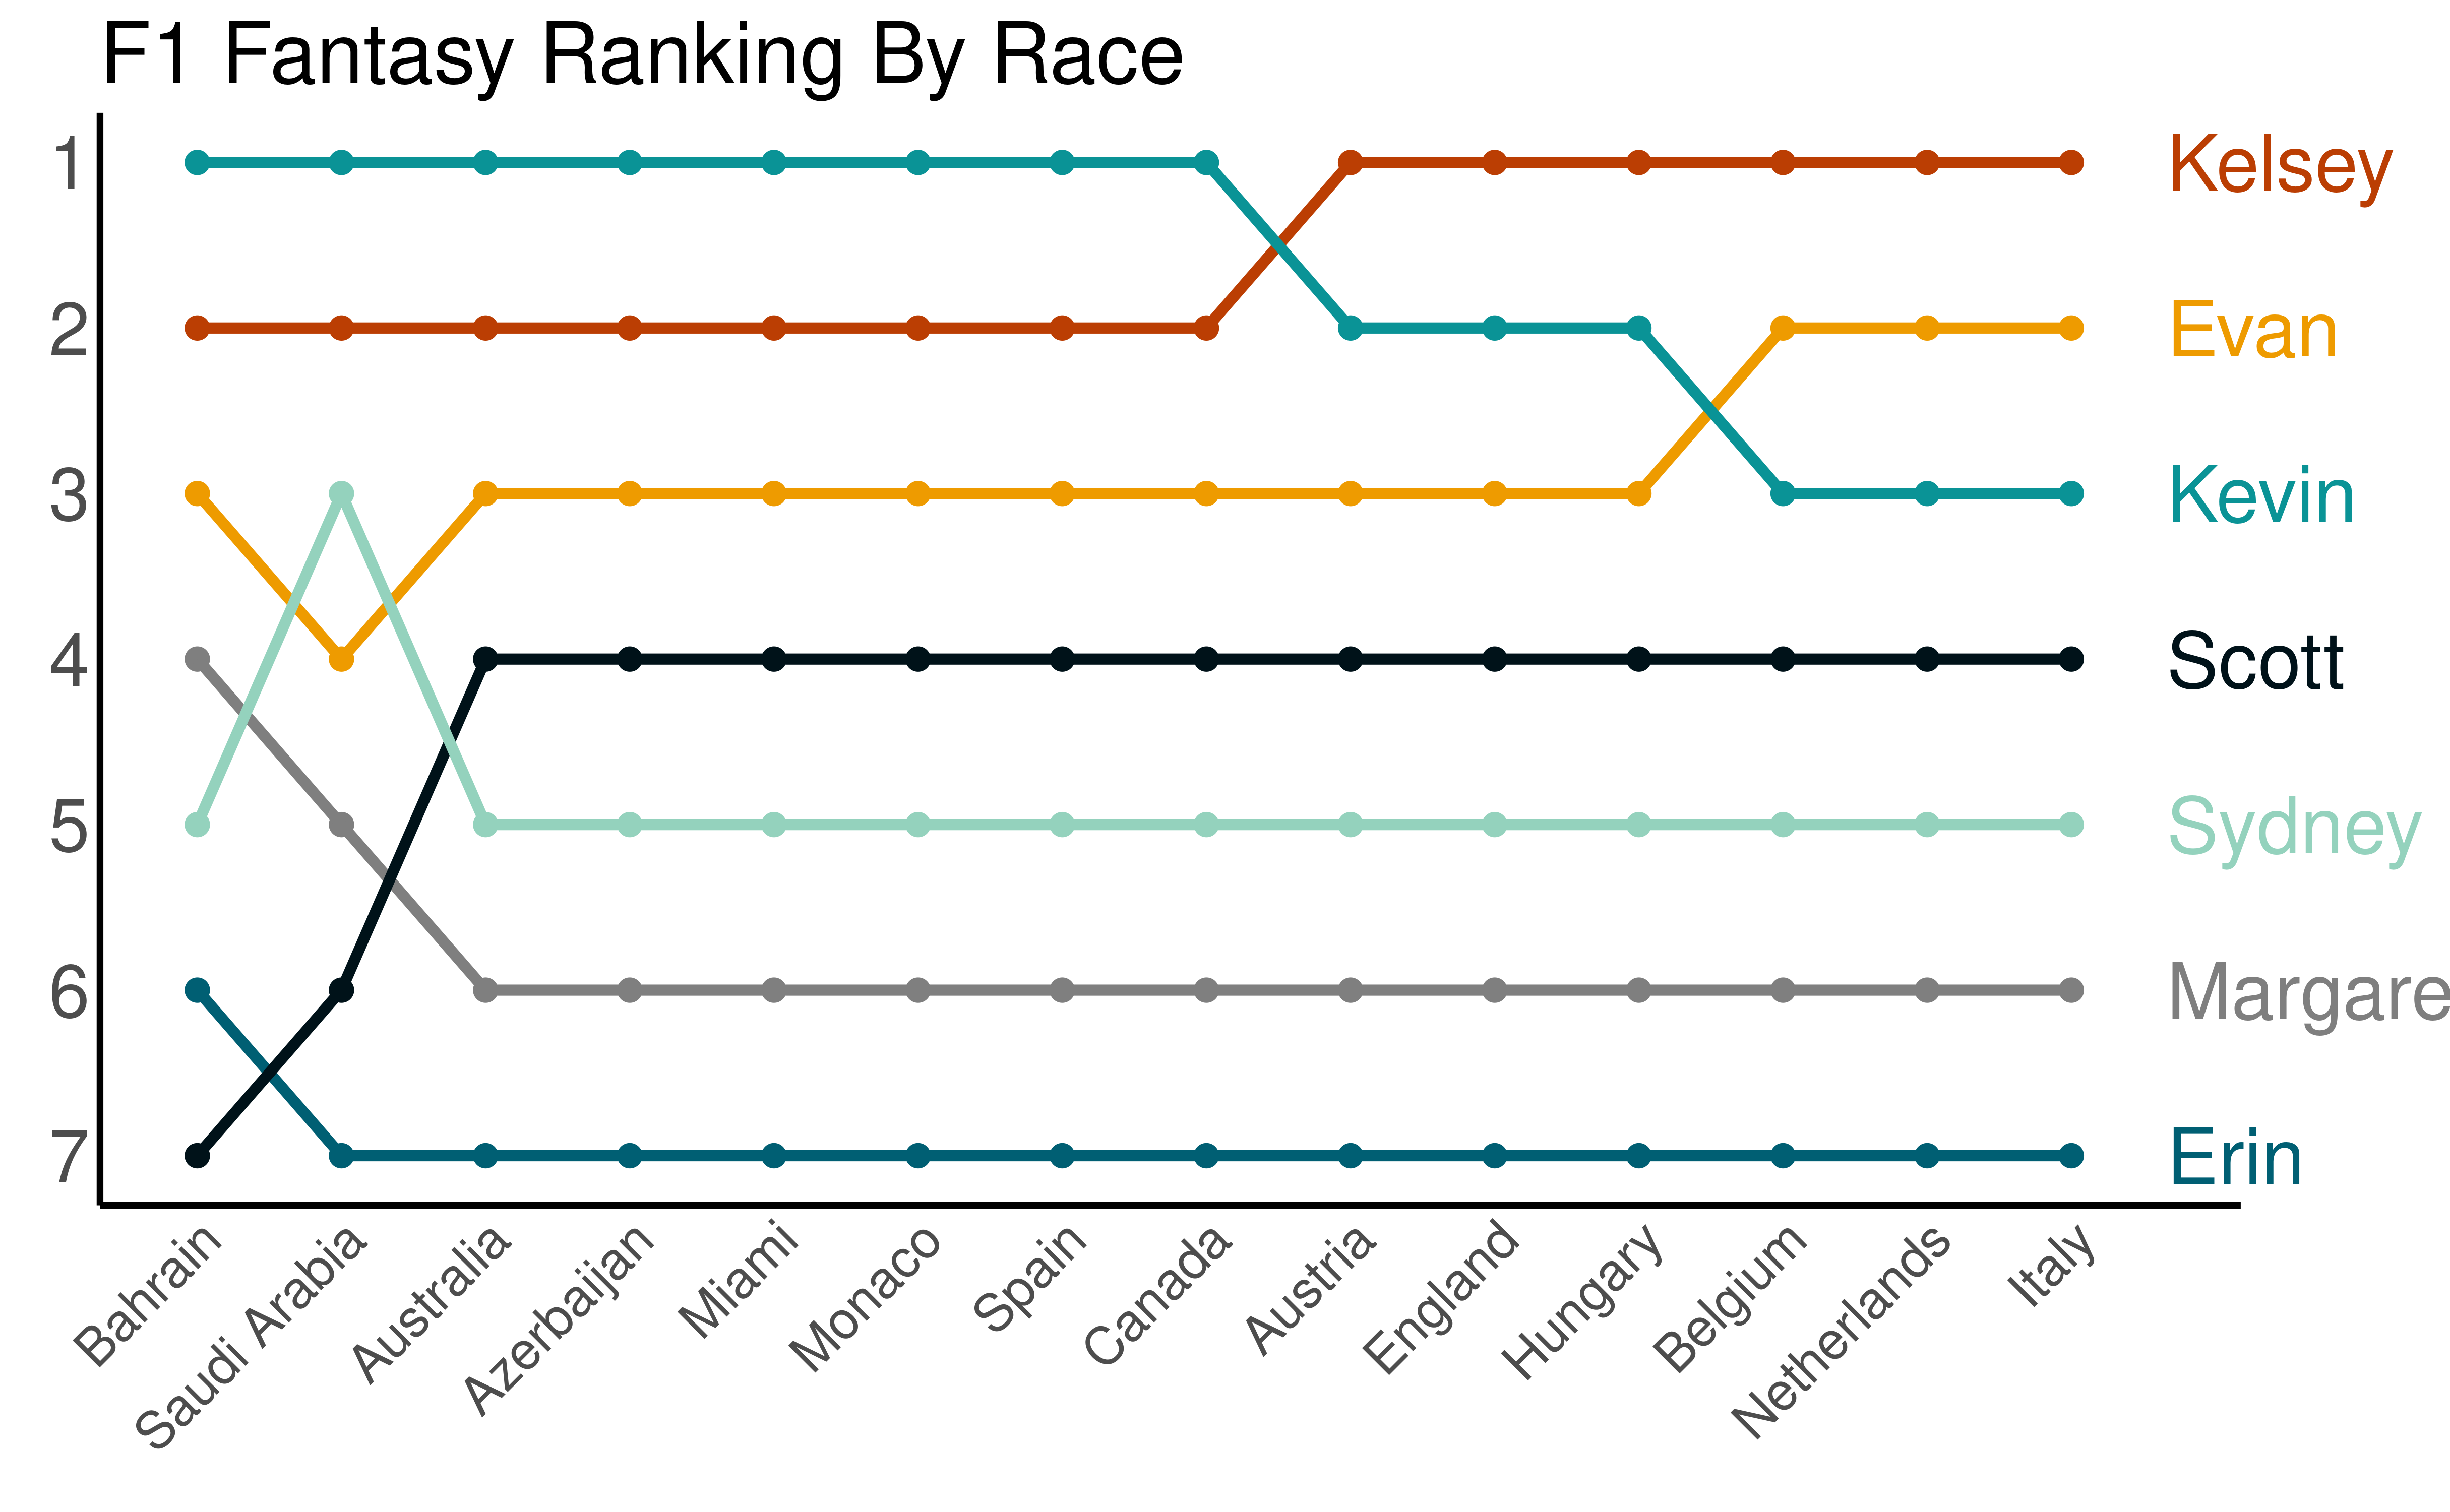 F1 Fantasy Ranking By Race
1
Kelsey
2
Evan
3
Kevin
4
Scott
5
Sydney
6
Margare
7
Erin
Bahrain
Saudi Arabia
Australia
Azerbaijan
Miami
Monaco
Spain
Canada
Austria
England
Hungary
Belgium
Netherlands
Italy